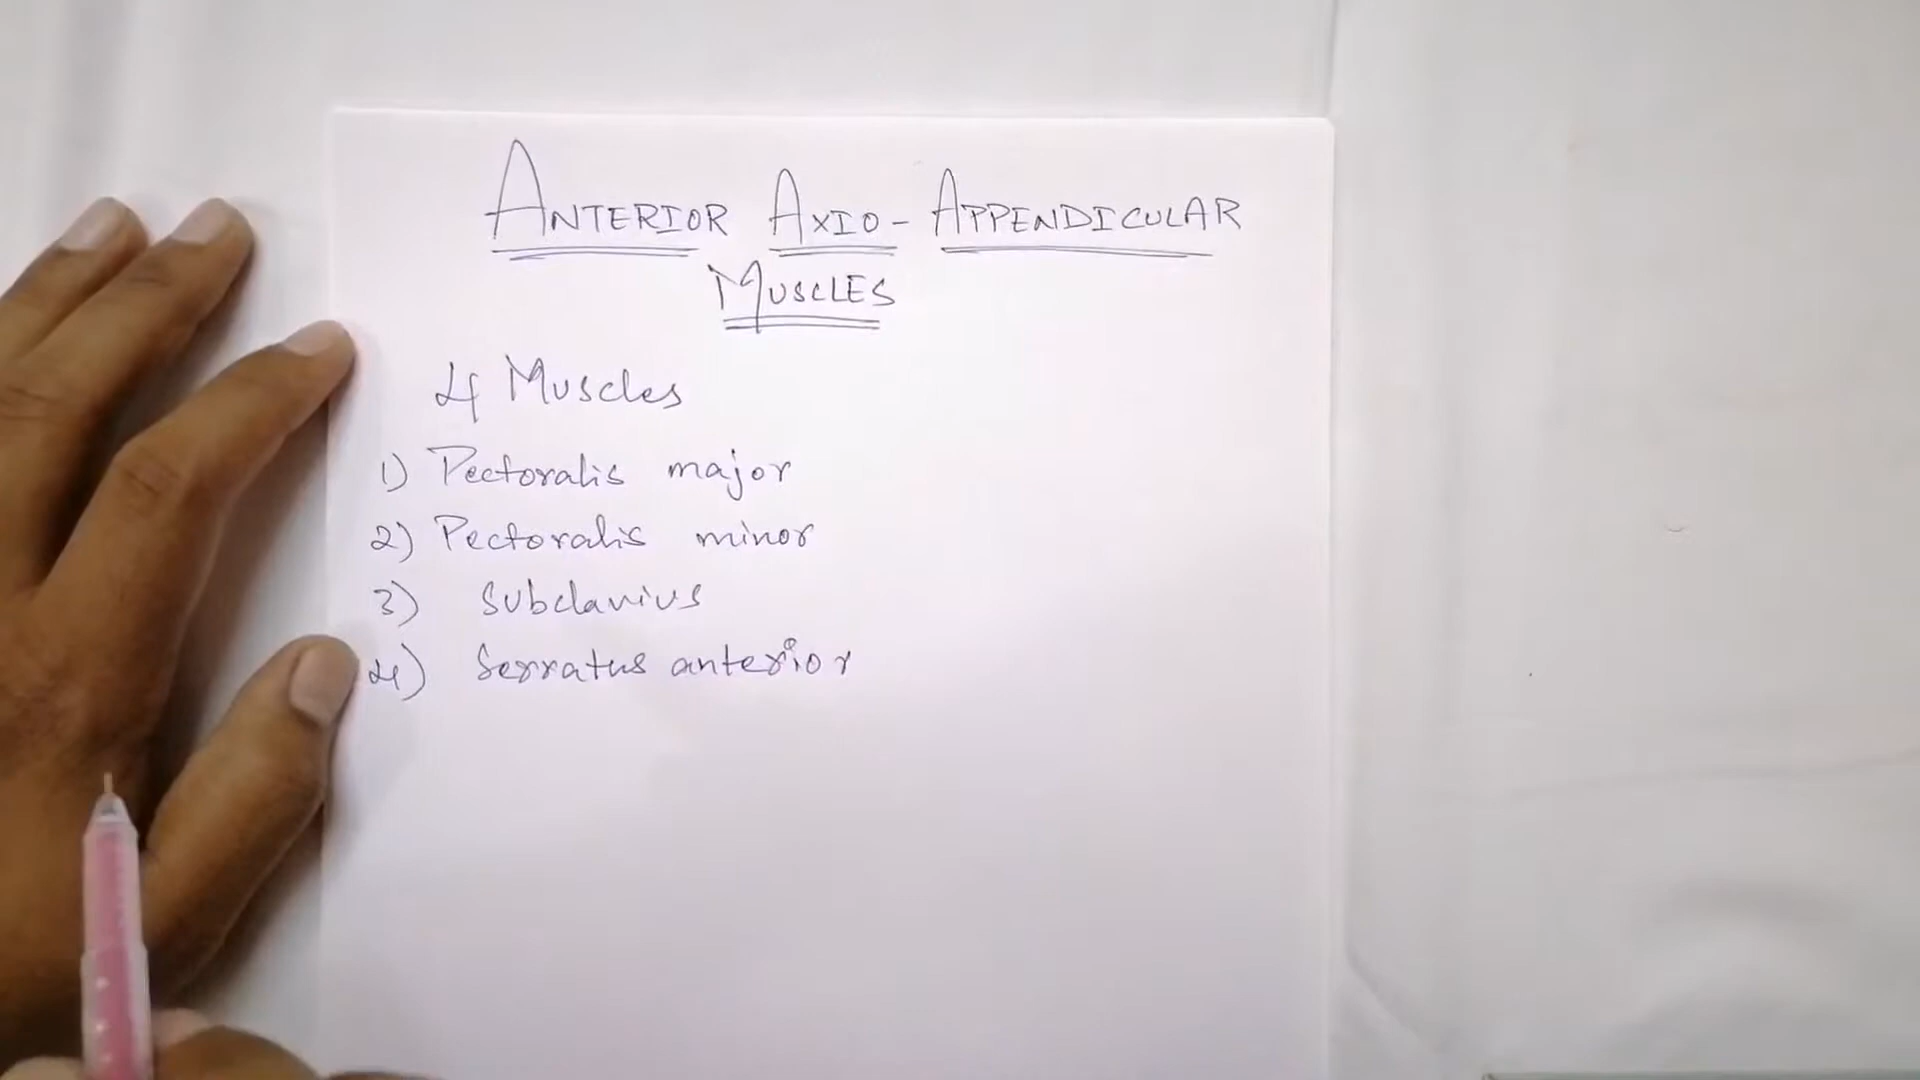 ANTERIOR AXIO-APPENDICULAR
MUSCLES
4 Muscles
1) Pectoralis major
2) Pectoralis minor
3) Subclavius
4) Serratus anterior